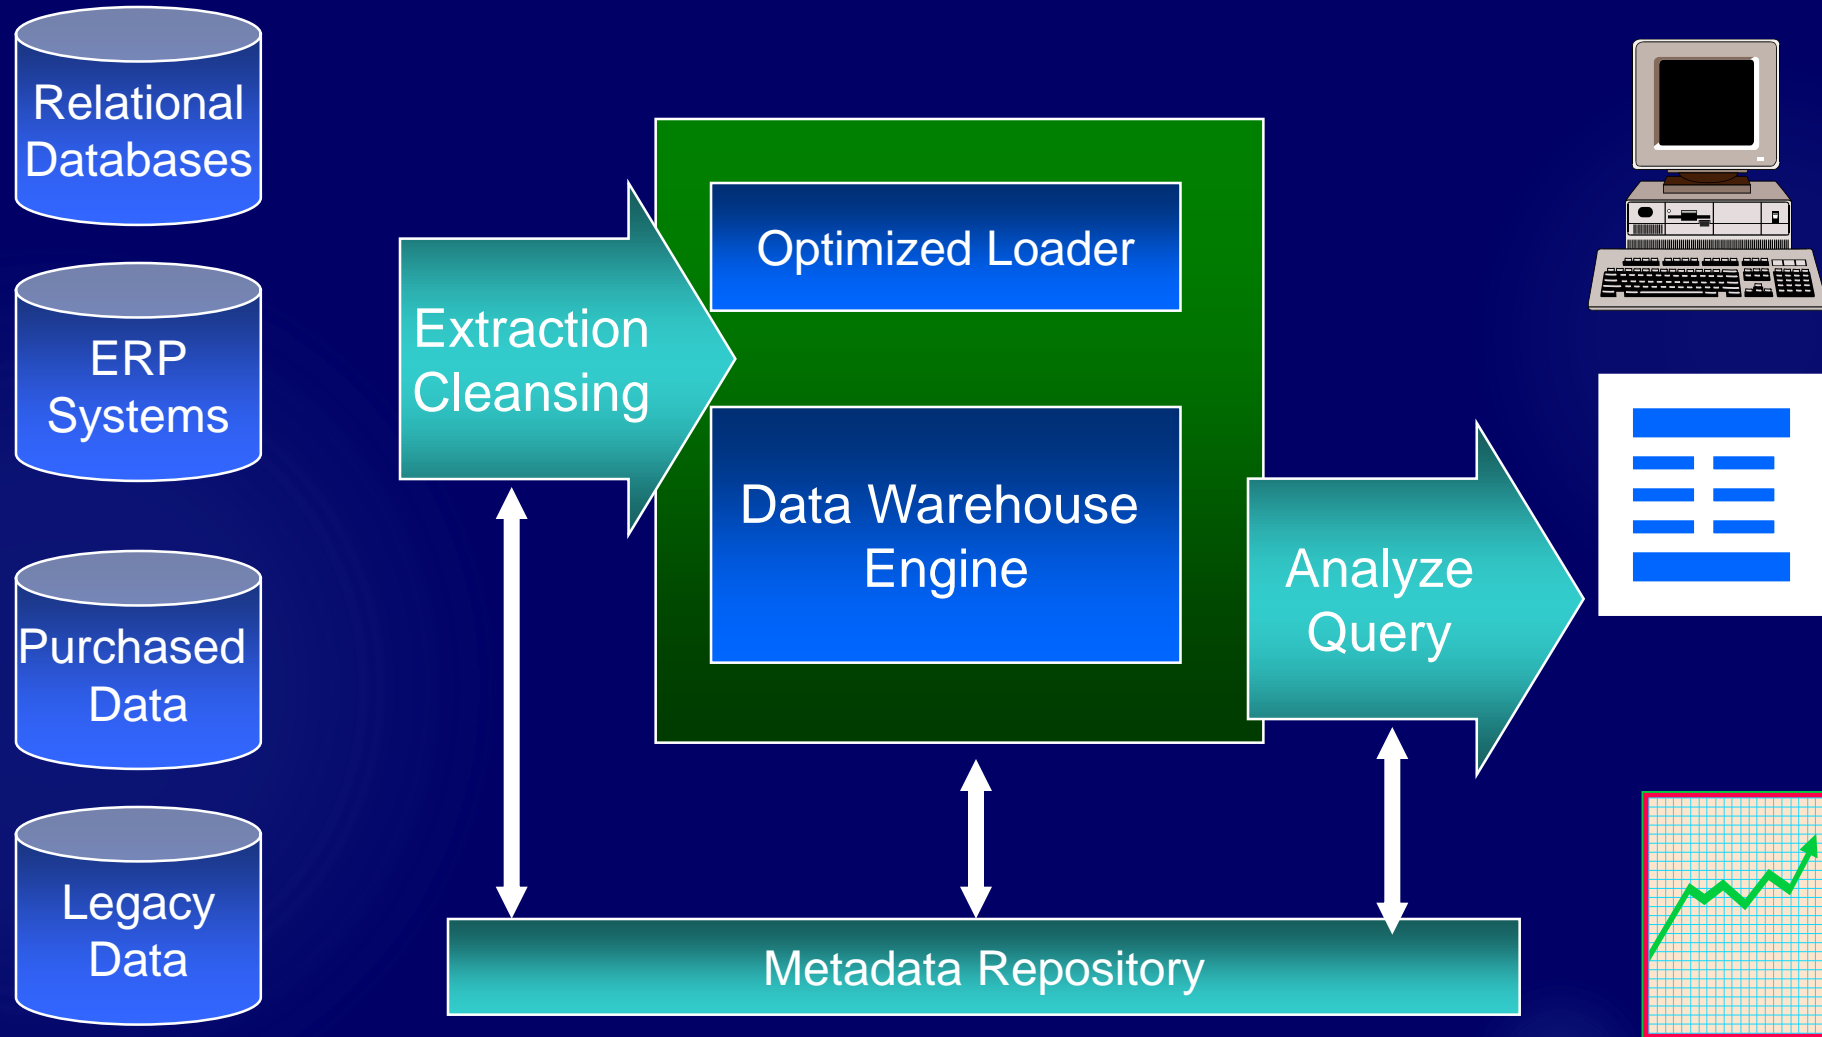 Relational
Databases
ERP
Systems
Purchased
Data
Legacy
Data
Extraction
Cleansing
Optimized Loader
Data Warehouse
Engine
Analyze
Query
Metadata Repository